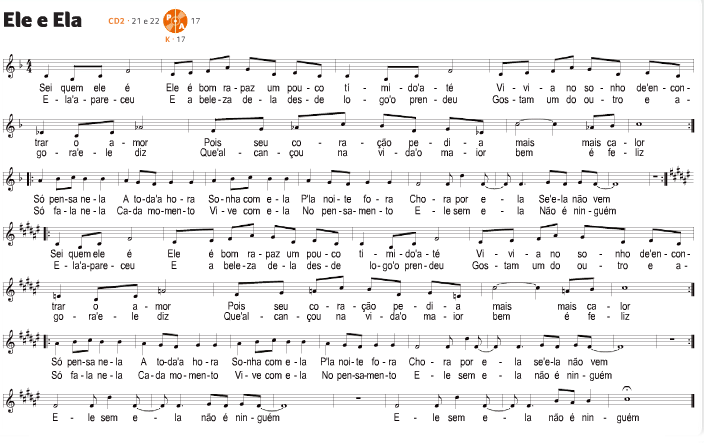 Ele e Ela CD2 · 21 e 22 PA 17
K · 17
Sei quem ele é Ele é bom ra-paz um pou-co ti-mi-do'a-té Vi-vi-a no so-nho de'en-con-
E-la'a-pa-re-ceu E a be-le-za de-la des-de lo-go'o pren-deu Gos-tam um do ou-tro e a-
trar o a-mor Pois seu co-ra-ção pe-di-a mais mais ca-lor
go-ra'e-le diz Que'al-can-çou na vi-da'o ma-ior bem é fe-liz
Só pen-sa ne-la A to-da'a ho-ra So-nha com e-la P'la noi-te fo-ra Cho-ra por e-la Se'e-la não vem
Só fa-la ne-la Ca-da mo-men-to Vi-ve com e-la No pen-sa-men-to E-le sem e-la Não é nin-guém
Sei quem ele é Ele é bom ra-paz um pou-co ti-mi-do'a-té Vi-vi-a no so-nho de'en-con-
E-la'a-pare-ceu E a bele-za de-la des-de lo-go'o pren-deu Gos-tam um do ou-tro e a-
trar o a-mor Pois seu co-ra-ção pe-di-a mais mais ca-lor
go-ra'e-le diz Que'al-can-çou na vi-da'o ma-ior bem é fe-liz
Só pen-sa ne-la A to-da'a ho-ra So-nha com e-la P'la noi-te fo-ra Cho-ra por e-la se'e-la não vem
Só fa-la ne-la Ca-da mo-men-to Vi-ve com e-la No pen-sa-men-to E-le sem e-la não é nin-guém
E-le sem e-la não é nin-guém E-le sem e-la não é nin-guém